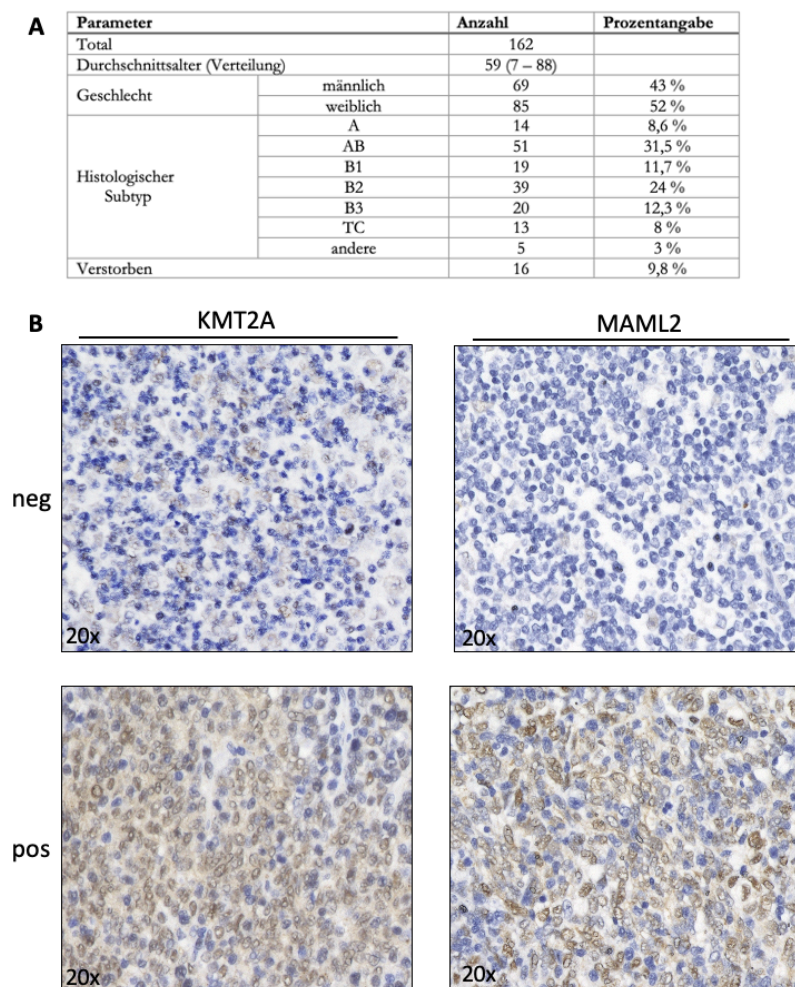 A
Parameter Anzahl Prozentangabe
Total 162
Durchschnittsalter (Verteilung) 59 (7 – 88)
Geschlecht männlich 69 43 %
weiblich 85 52 %
Histologischer Subtyp A 14 8,6 %
AB 51 31,5 %
B1 19 11,7 %
B2 39 24 %
B3 20 12,3 %
TC 13 8 %
andere 5 3 %
Verstorben 16 9,8 %
B
KMT2A MAML2
neg
20x 20x
pos
20x 20x